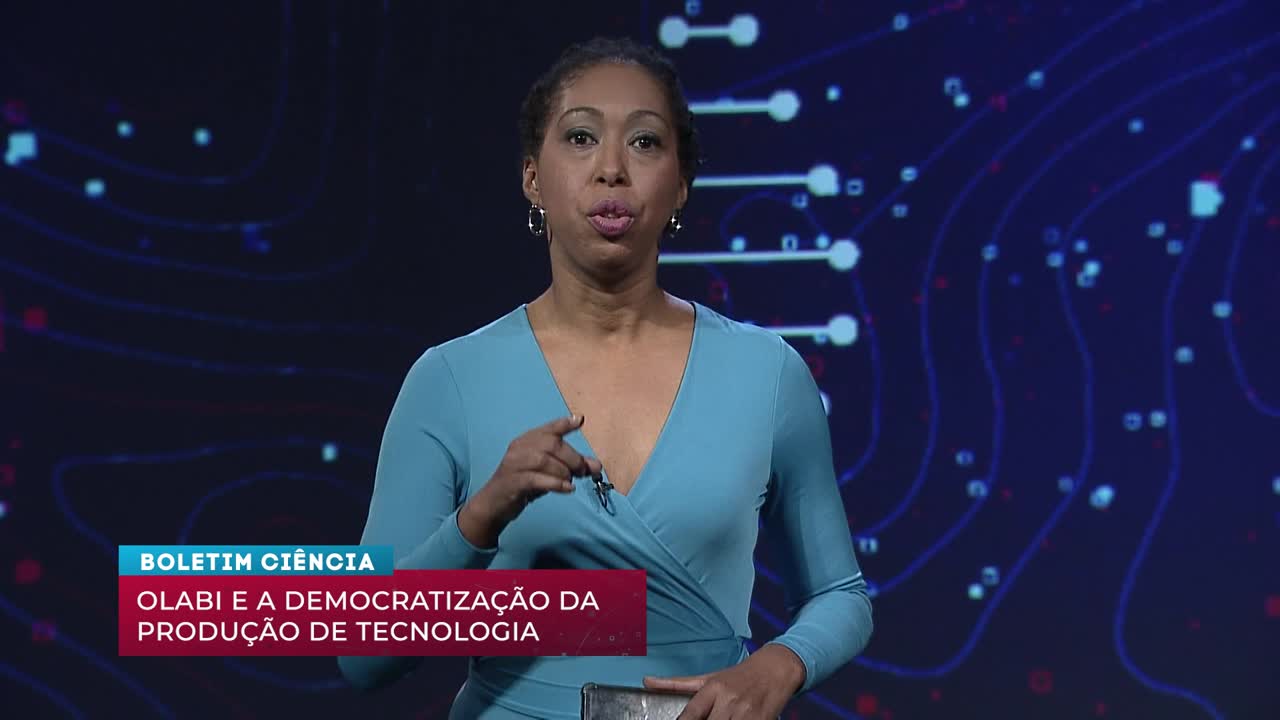 BOLETIM CIÊNCIA
OLABI E A DEMOCRATIZAÇÃO DA
PRODUÇÃO DE TECNOLOGIA